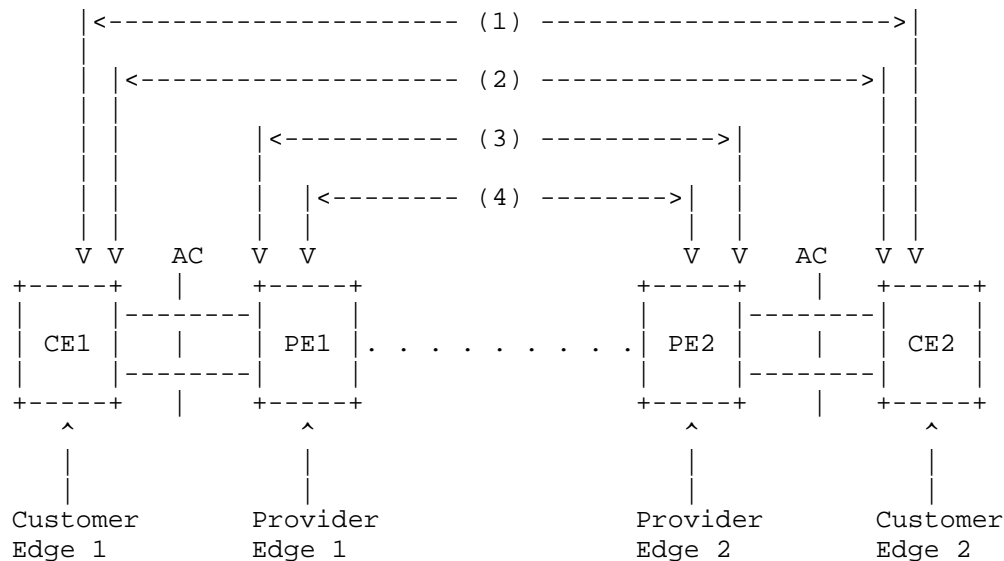 (1)
(2)
(3)
(4)
V V AC V V V V AC V V
CE1 PE1 . . . . . . . . . PE2 CE2
Customer Provider Provider Customer
Edge 1 Edge 1 Edge 2 Edge 2